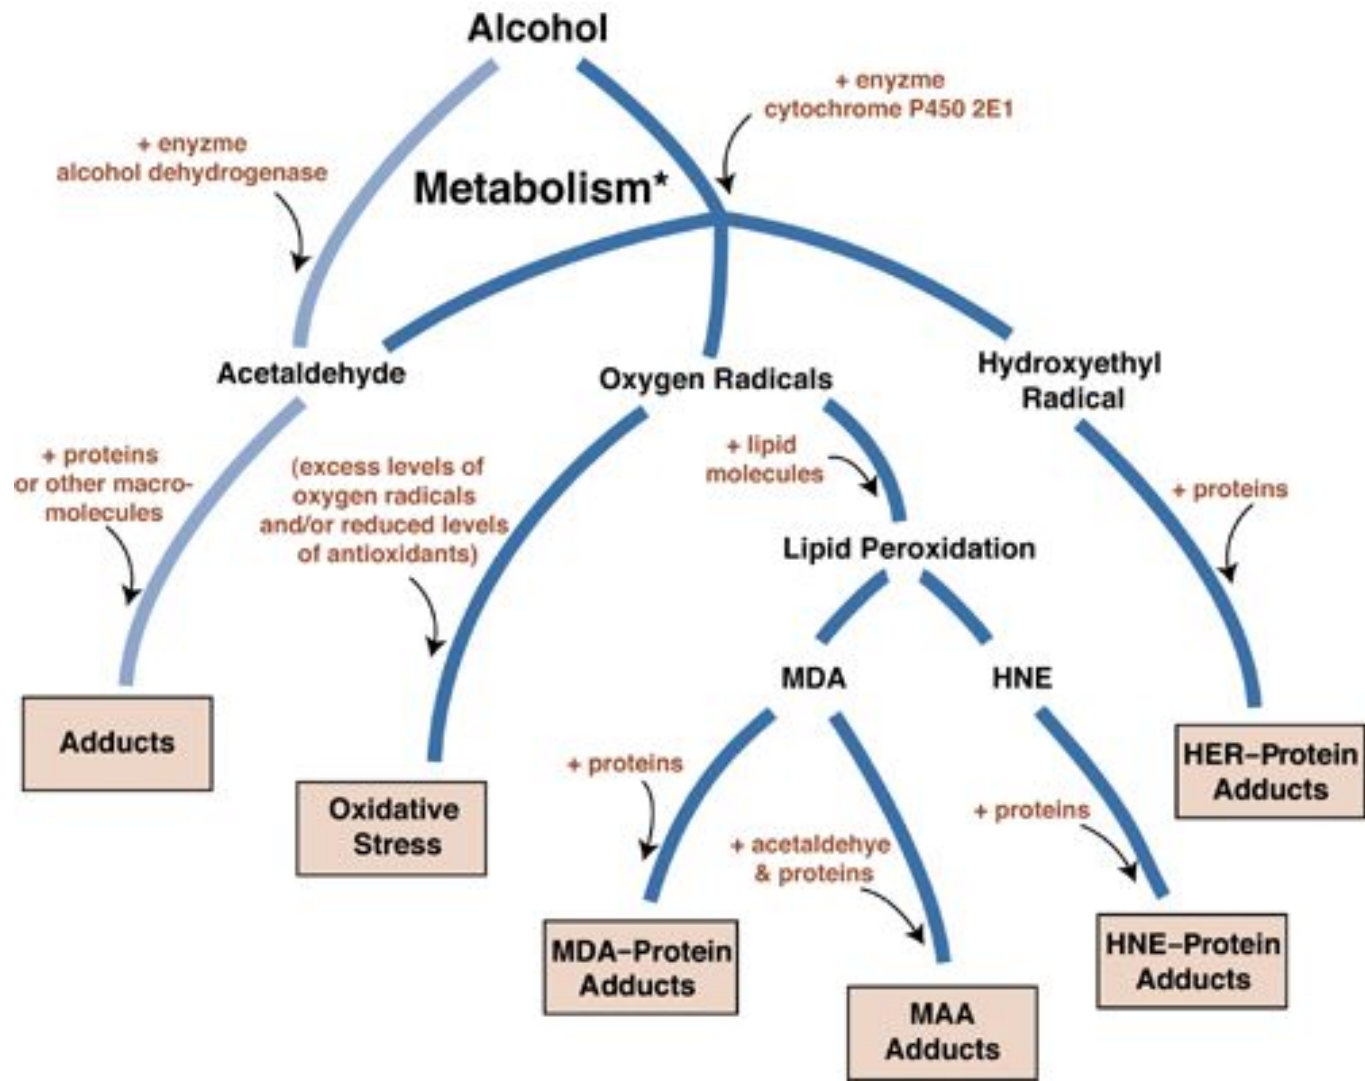 Alcohol
+ enyzme
cytochrome P450 2E1
+ enyzme
alcohol dehydrogenase
Metabolism*
Acetaldehyde
Oxygen Radicals
Hydroxyethyl
Radical
+ proteins
or other macro-
molecules
(excess levels of
oxygen radicals
and/or reduced levels
of antioxidants)
+ lipid
molecules
+ proteins
Lipid Peroxidation
MDA
HNE
Adducts
Oxidative
Stress
+ proteins
+ acetaldehye
& proteins
+ proteins
HER–Protein
Adducts
MDA–Protein
Adducts
MAA
Adducts
HNE–Protein
Adducts